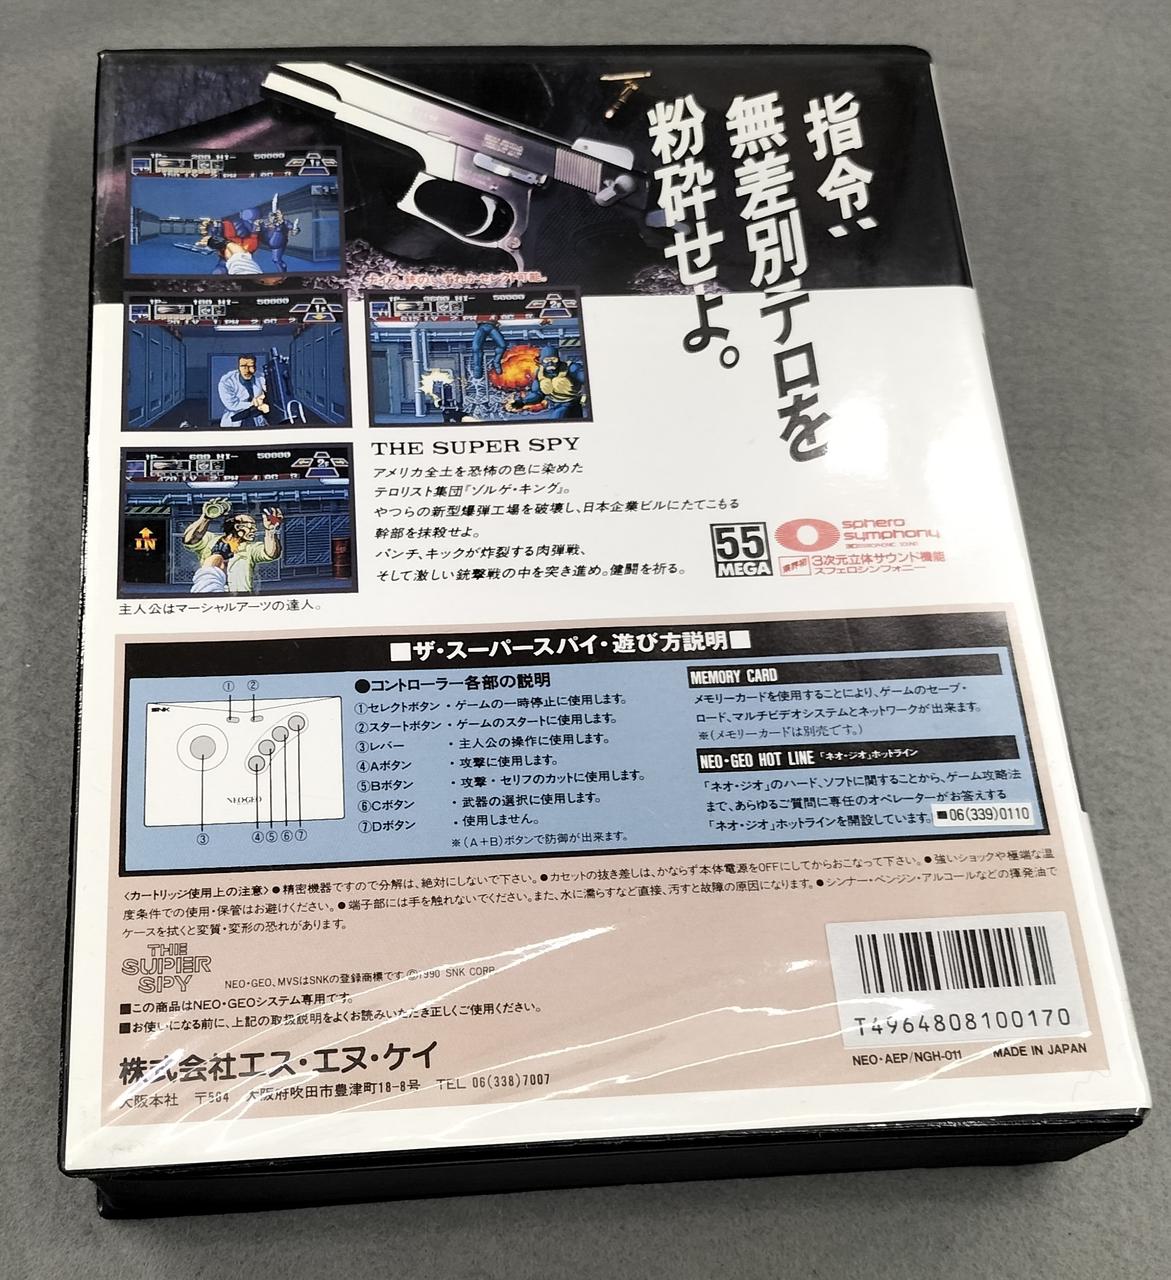 指令:
無差別テロを
粉砕せよ。
ナイフ、銃のいずれかセレクト可能。
THE SUPER SPY
アメリカ全土を恐怖の色に染めた
テロリスト集団『ゾルゲ・キング』。
やつらの新型爆弾工場を破壊し、日本企業ビルにたてこもる
幹部を抹殺せよ。
パンチ、キックが炸裂する肉弾戦、
そして激しい銃撃戦の中を突き進め。健闘を祈る。
主人公はマーシャルアーツの達人。
55
MEGA
sphero
symphony
業界初
3次元立体サウンド機能
スフェロシンフォニー
■ザ・スーパースパイ・遊び方説明■
① ②
SNK
NEO・GEO
③ ④⑤⑥⑦
●コントローラー各部の説明
①セレクトボタン・ゲームの一時停止に使用します。
②スタートボタン・ゲームのスタートに使用します。
③レバー ・主人公の操作に使用します。
④Aボタン ・攻撃に使用します。
⑤Bボタン ・攻撃・セリフのカットに使用します。
⑥Cボタン ・武器の選択に使用します。
⑦Dボタン ・使用しません。
※(A+B)ボタンで防御が出来ます。
MEMORY CARD
メモリーカードを使用することにより、ゲームのセーブ・
ロード、マルチビデオシステムとネットワークが出来ます。
※(メモリーカードは別売です。)
NEO・GEO HOT LINE「ネオ・ジオ」ホットライン
「ネオ・ジオ」のハード、ソフトに関することから、ゲーム攻略法
まで、あらゆるご質問に専任のオペレーターがお答えする
「ネオ・ジオ」ホットラインを開設しています。■06(339)0110
〈カートリッジ使用上の注意〉●精密機器ですので分解は、絶対にしないで下さい。●カセットの抜き差しは、かならず本体電源をOFFにしてからおこなって下さい。●強いショックや極端な温
度条件での使用・保管はお避けください。●端子部には手を触れないでください。また、水に濡らすなど直接、汚すと故障の原因になります。●シンナー・ベンジン・アルコールなどの揮発油で
ケースを拭くと変質・変形の恐れがあります。
THE
SUPER
SPY
NEO・GEO、MVSはSNKの登録商標です。©1990 SNK CORP.
■この商品はNEO・GEOシステム専用です。
■お使いになる前に、上記の取扱説明をよくお読みいただき正しくご使用ください。
株式会社エス・エヌ・ケイ
大阪本社 〒564 大阪府吹田市豊津町18-8号 TEL 06(338)7007
T4964808100170
NEO・AEP/NGH-011 MADE IN JAPAN